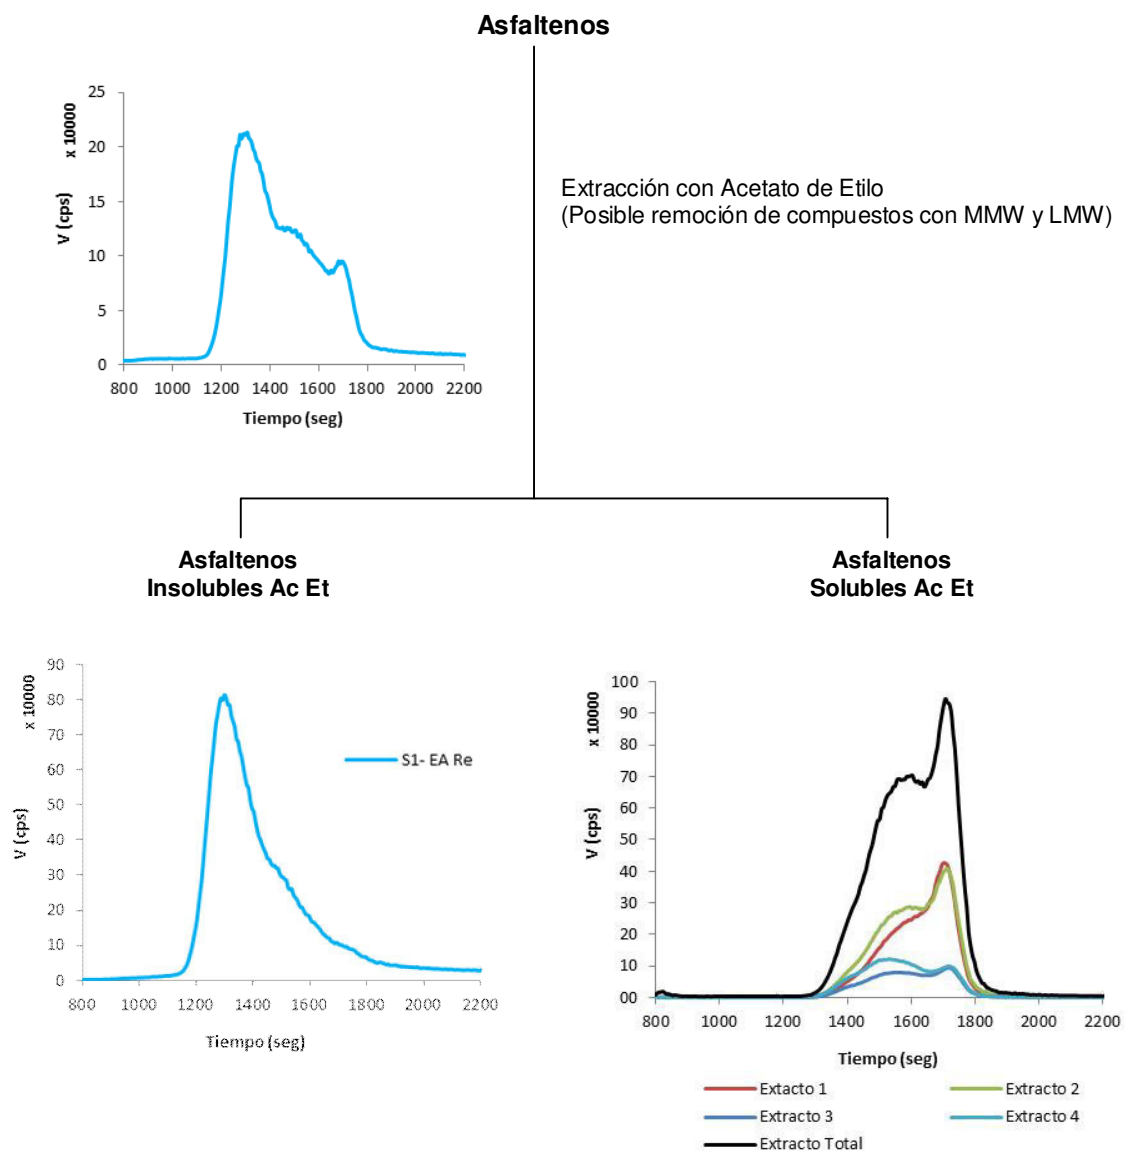 Asfaltenos
x 10000
V (cps)
25
20
15
10
5
0
800 1000 1200 1400 1600 1800 2000 2200
Tiempo (seg)
Extracción con Acetato de Etilo
(Posible remoción de compuestos con MMW y LMW)
Asfaltenos
Insolubles Ac Et
x 10000
V (cps)
90
80
70
60
50
40
30
20
10
0
800 1000 1200 1400 1600 1800 2000 2200
Tiempo (seg)
S1- EA Re
Asfaltenos
Solubles Ac Et
x 10000
V (cps)
100
90
80
70
60
50
40
30
20
10
00
800 1000 1200 1400 1600 1800 2000 2200
Tiempo (seg)
Extacto 1 Extracto 2
Extracto 3 Extracto 4
Extracto Total